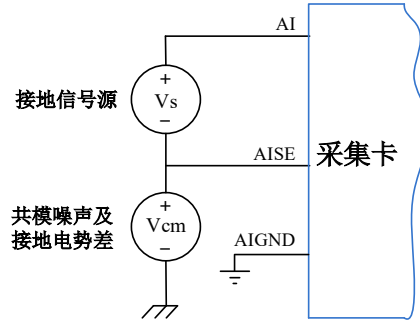 AI
+
接地信号源
Vs
−
AISE
采集卡
共模噪声及
接地电势差
+
Vcm
−
AIGND